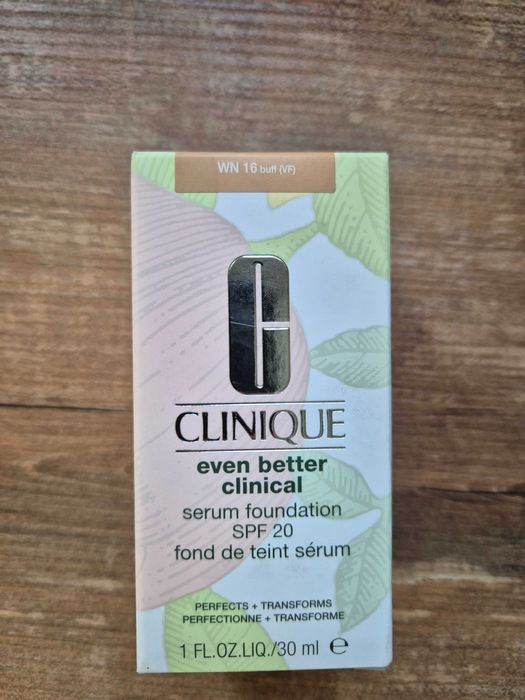 WN 16 buff (VF)
CLINIQUE
even better
clinical
serum foundation
SPF 20
fond de teint sérum
PERFECTS + TRANSFORMS
PERFECTIONNE + TRANSFORME
1 FL.OZ.LIQ./30 ml ℮